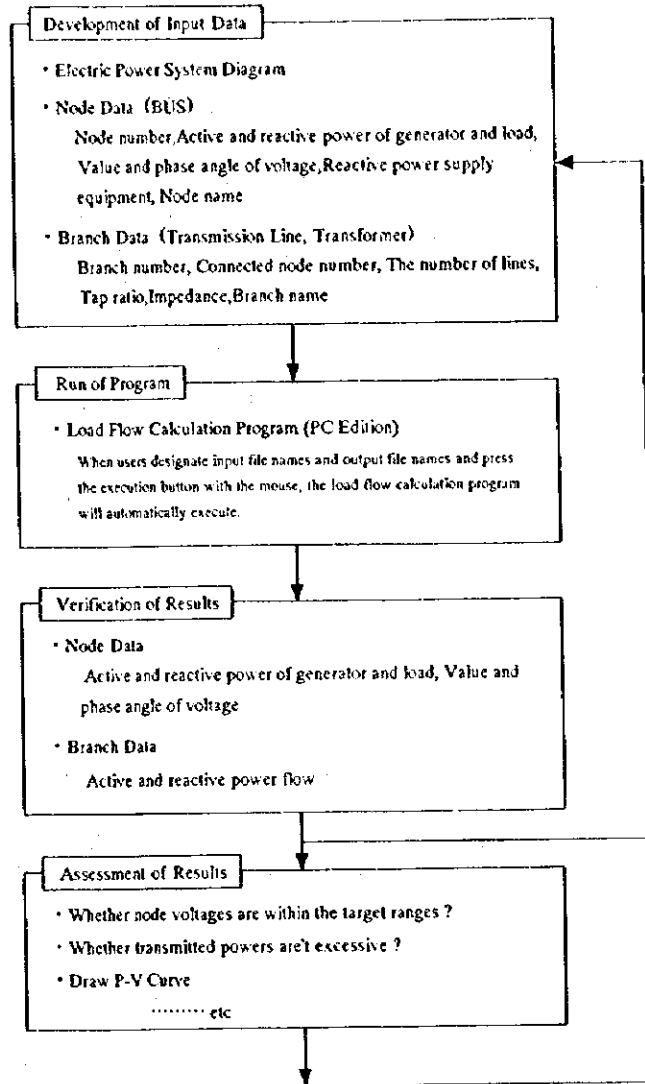 Development of Input Data
・Electric Power System Diagram
・Node Data (BUS)
Node number,Active and reactive power of generator and load,
Value and phase angle of voltage,Reactive power supply
equipment, Node name
・Branch Data (Transmission Line, Transformer)
Branch number, Connected node number, The number of lines,
Tap ratio,Impedance,Branch name
Run of Program
・Load Flow Calculation Program (PC Edition)
When users designate input file names and output file names and press
the execution button with the mouse, the load flow calculation program
will automatically execute.
Verification of Results
・Node Data
Active and reactive power of generator and load, Value and
phase angle of voltage
・Branch Data
Active and reactive power flow
Assessment of Results
・Whether node voltages are within the target ranges ?
・Whether transmitted powers are't excessive ?
・Draw P-V Curve
……… etc